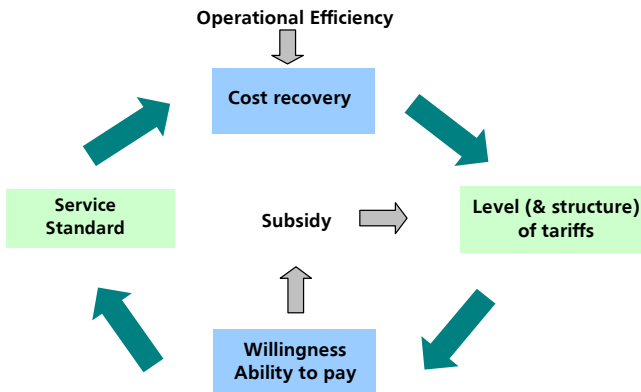 Operational Efficiency
Cost recovery
Service
Standard
Subsidy
Level (& structure)
of tariffs
Willingness
Ability to pay